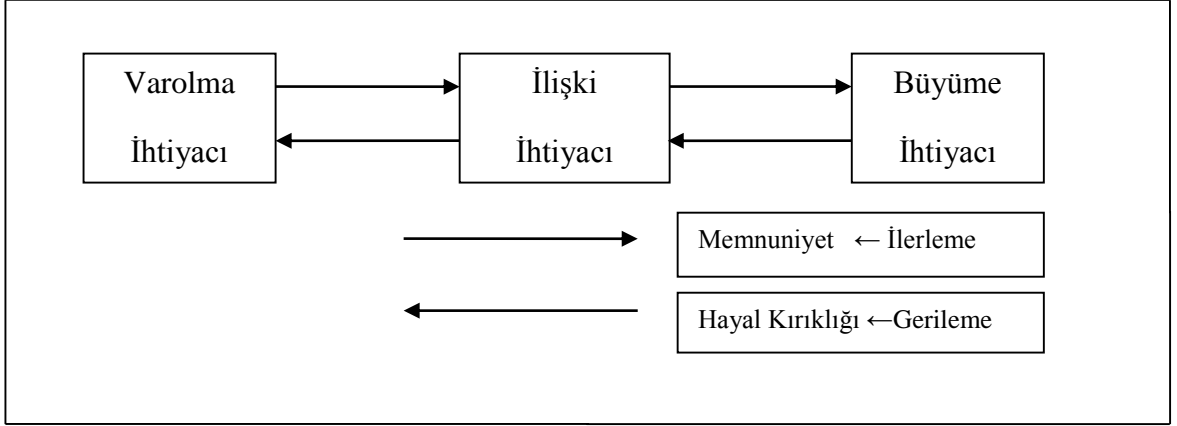 Varolma
İhtiyacı
İlişki
İhtiyacı
Büyüme
İhtiyacı
Memnuniyet ← İlerleme
Hayal Kırıklığı ←Gerileme